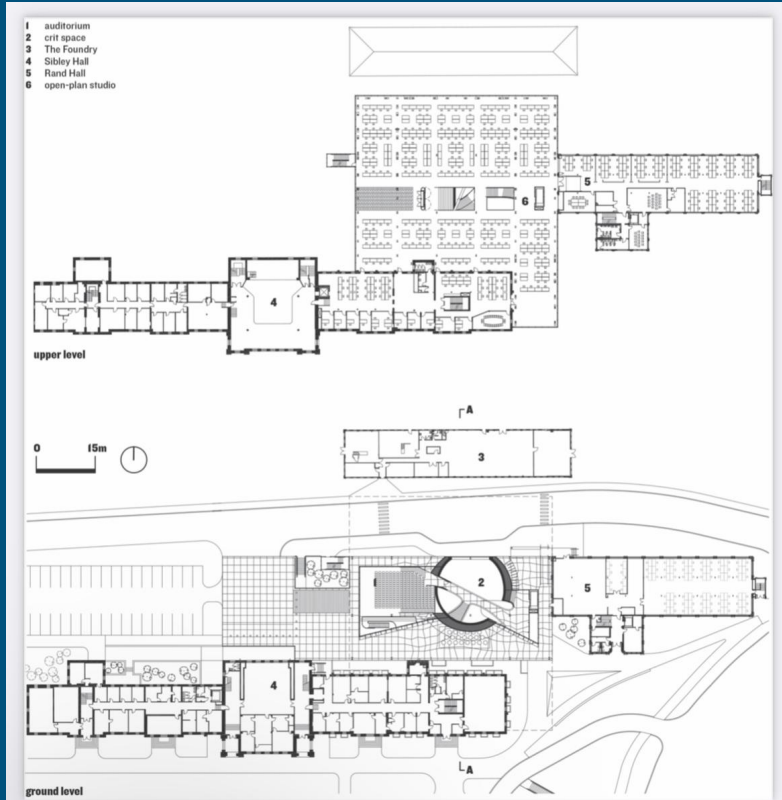 1 auditorium
2 crit space
3 The Foundry
4 Sibley Hall
5 Rand Hall
6 open-plan studio
5
6
4
upper level
A
0 15m
3
2
5
4
A
ground level